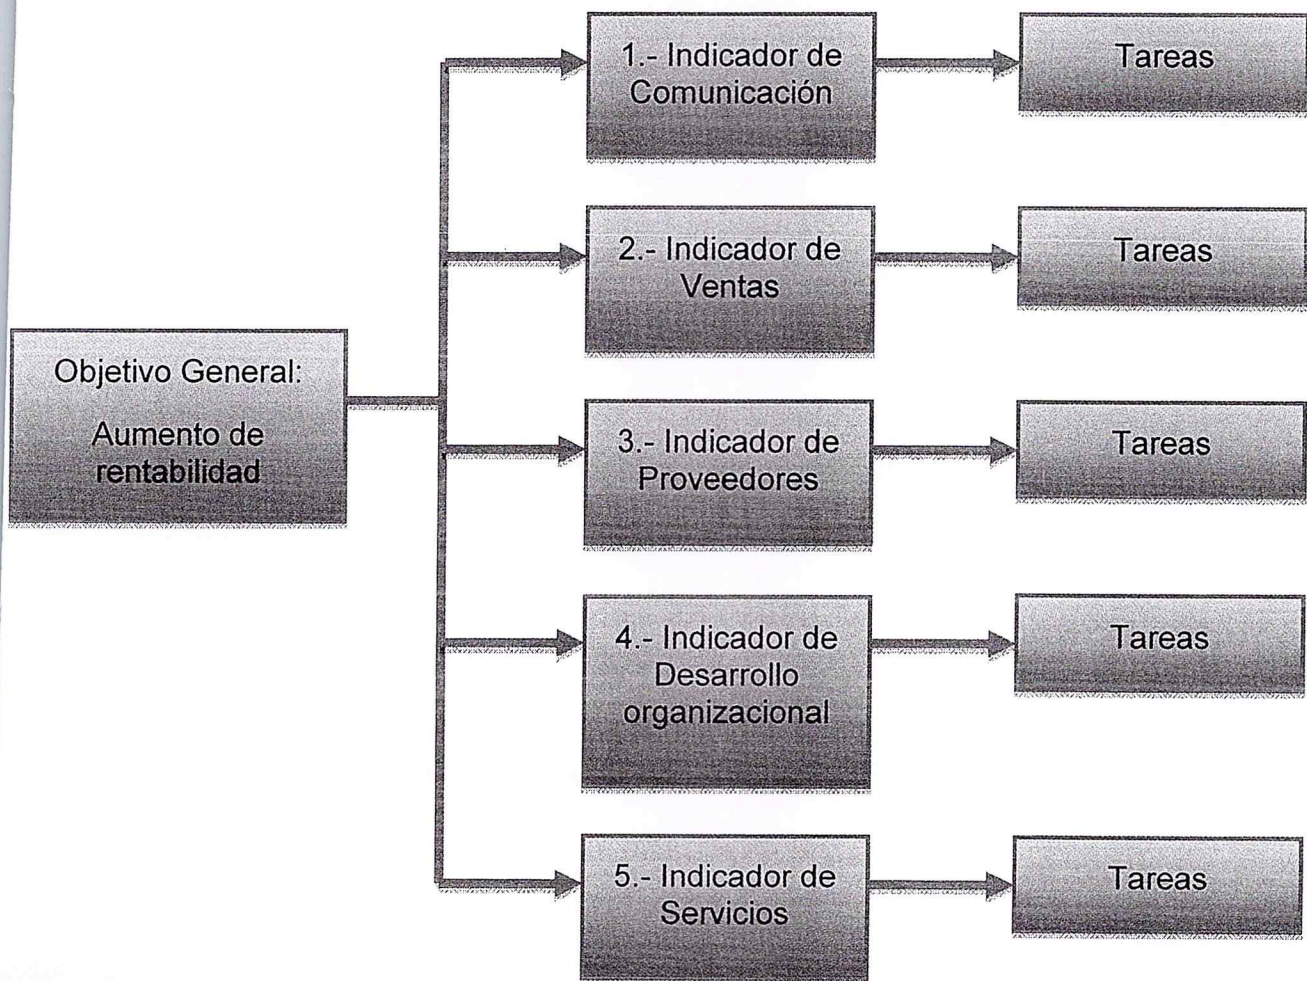 1.- Indicador de
Comunicación
Tareas
2.- Indicador de
Ventas
Tareas
Objetivo General:
Aumento de
rentabilidad
3.- Indicador de
Proveedores
Tareas
4.- Indicador de
Desarrollo
organizacional
Tareas
5.- Indicador de
Servicios
Tareas